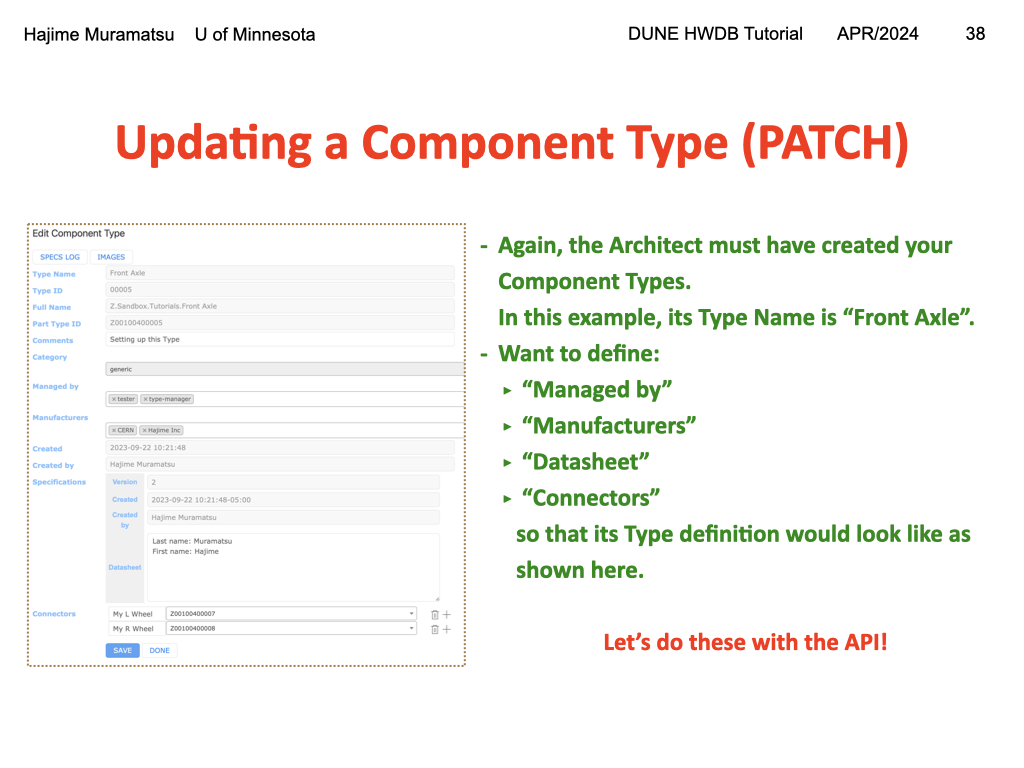 Hajime Muramatsu U of Minnesota DUNE HWDB Tutorial APR/2024 38
Updating a Component Type (PATCH)
Edit Component Type
SPECS LOG IMAGES
Type Name Front Axle
Type ID 00005
Full Name Z.Sandbox.Tutorials.Front Axle
Part Type ID Z00100400005
Comments Setting up this Type
Category
generic
Managed by
× tester × type-manager
Manufacturers
× CERN × Hajime Inc
Created 2023-09-22 10:21:48
Created by Hajime Muramatsu
Specifications Version 2
Created 2023-09-22 10:21:48-05:00
Created by Hajime Muramatsu
Last name: Muramatsu
First name: Hajime
Datasheet
Connectors My L Wheel Z00100400007
My R Wheel Z00100400008
SAVE DONE
- Again, the Architect must have created your
Component Types.
In this example, its Type Name is “Front Axle”.
- Want to define:
▸ “Managed by”
▸ “Manufacturers”
▸ “Datasheet”
▸ “Connectors”
so that its Type definition would look like as
shown here.
Let’s do these with the API!